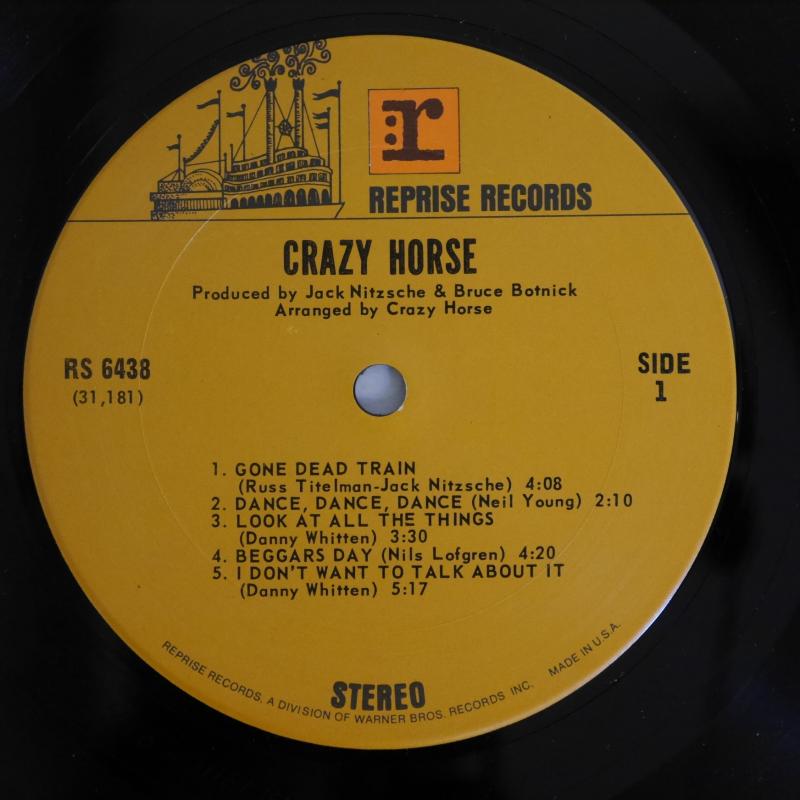 :r
REPRISE RECORDS
CRAZY HORSE
Produced by Jack Nitzsche & Bruce Botnick
Arranged by Crazy Horse
RS 6438
(31,181)
SIDE
1
1. GONE DEAD TRAIN
(Russ Titelman-Jack Nitzsche) 4:08
2. DANCE, DANCE, DANCE (Neil Young) 2:10
3. LOOK AT ALL THE THINGS
(Danny Whitten) 3:30
4. BEGGARS DAY (Nils Lofgren) 4:20
5. I DON'T WANT TO TALK ABOUT IT
(Danny Whitten) 5:17
STEREO
REPRISE RECORDS, A DIVISION OF WARNER BROS. RECORDS INC. MADE IN U.S.A.